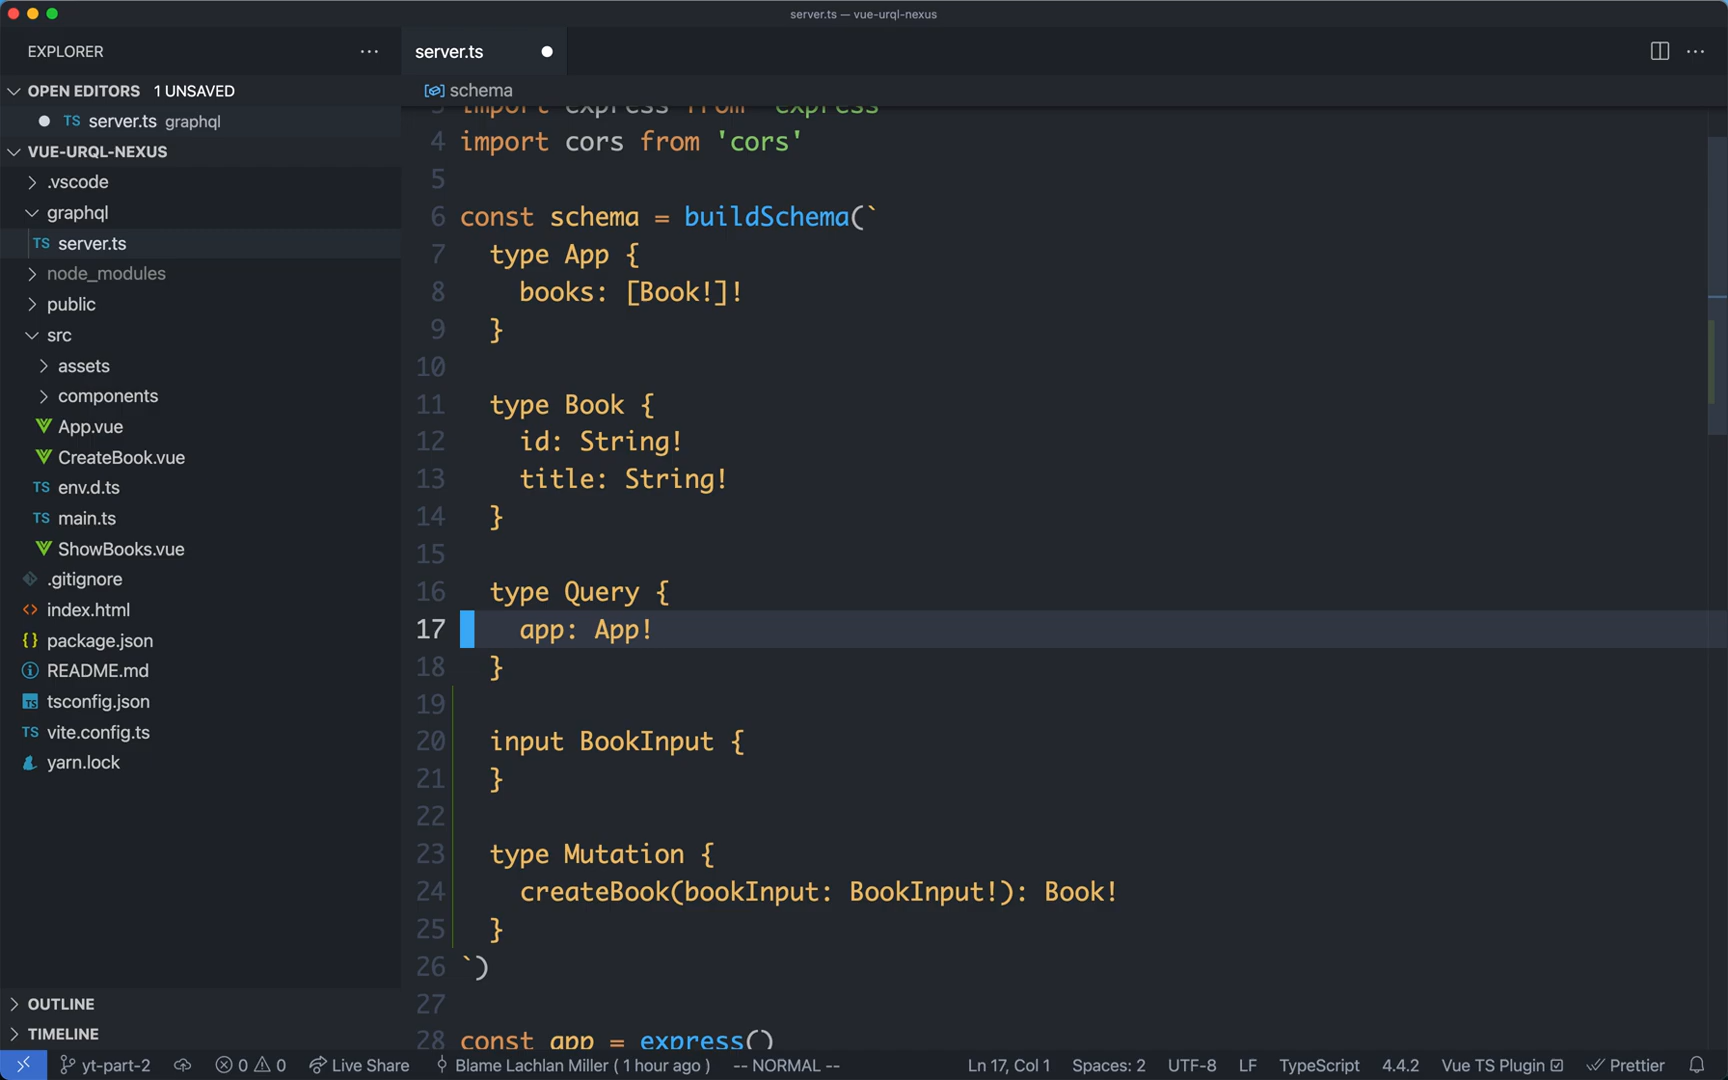 server.ts — vue-urql-nexus
EXPLORER
server.ts
OPEN EDITORS 1 UNSAVED
TS server.ts graphql
VUE-URQL-NEXUS
.vscode
graphql
TS server.ts
node_modules
public
src
assets
components
App.vue
CreateBook.vue
TS env.d.ts
TS main.ts
ShowBooks.vue
.gitignore
index.html
package.json
README.md
tsconfig.json
TS vite.config.ts
yarn.lock
OUTLINE
TIMELINE
schema
3 import express from 'express'
4 import cors from 'cors'
5
6 const schema = buildSchema(`
7 type App {
8 books: [Book!]!
9 }
10
11 type Book {
12 id: String!
13 title: String!
14 }
15
16 type Query {
17 app: App!
18 }
19
20 input BookInput {
21 }
22
23 type Mutation {
24 createBook(bookInput: BookInput!): Book!
25 }
26 `)
27
28 const app = express()
yt-part-2 0 0 Live Share Blame Lachlan Miller ( 1 hour ago ) -- NORMAL -- Ln 17, Col 1 Spaces: 2 UTF-8 LF TypeScript 4.4.2 Vue TS Plugin Prettier